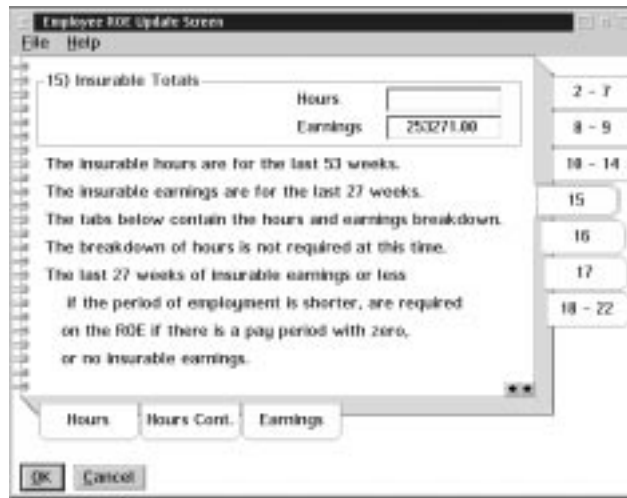 Employee ROE Update Screen
File Help
15) Insurable Totals
Hours
Earnings 253271.00
The insurable hours are for the last 53 weeks.
The insurable earnings are for the last 27 weeks.
The tabs below contain the hours and earnings breakdown.
The breakdown of hours is not required at this time.
The last 27 weeks of insurable earnings or less
if the period of employment is shorter, are required
on the ROE if there is a pay period with zero,
or no insurable earnings.
2 - 7
8 - 9
10 - 14
15
16
17
18 - 22
Hours Hours Cont. Earnings
OK Cancel